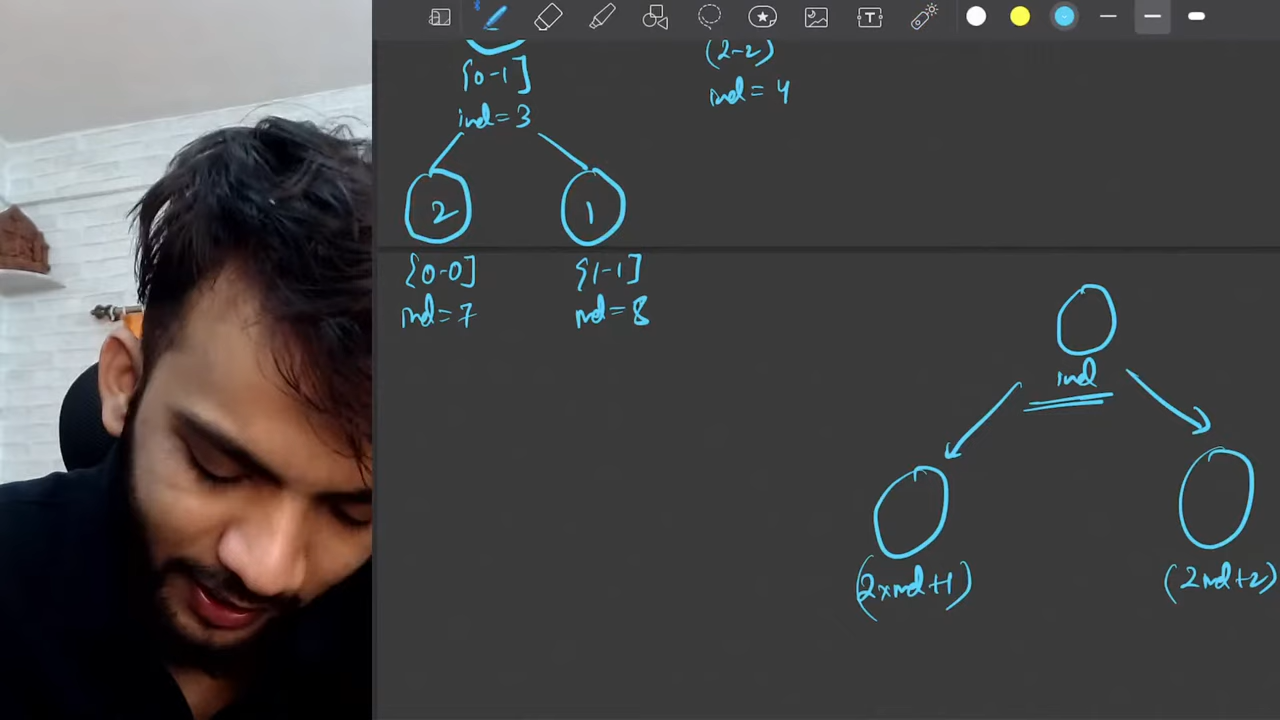 [0-1]
ind = 3
(2-2)
ind = 4
2
1
[0-0]
ind = 7
[1-1]
ind = 8
ind
(2×ind+1)
(2ind+2)
T